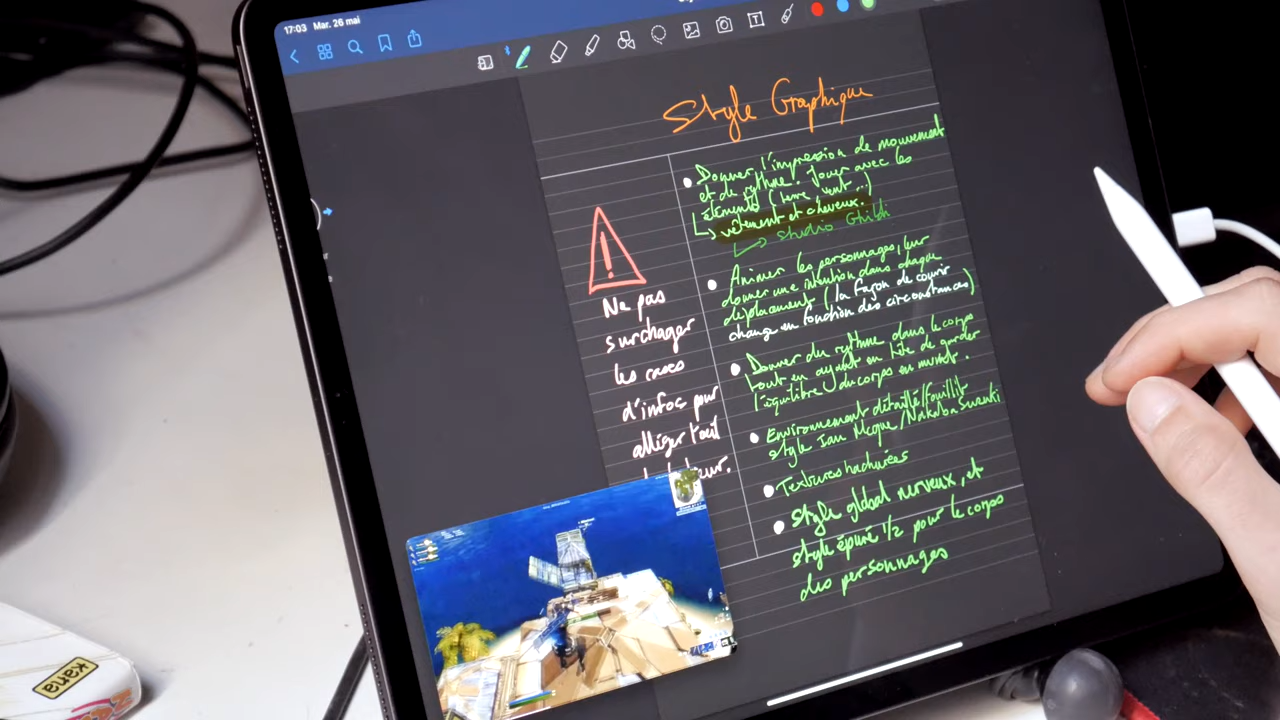 17:03 Mar. 26 mai
Style Graphique
Donner l'impression de mouvement
et de rythme. Jouer avec les
éléments (terre, vent...)
↳ vêtement et cheveux.
↳ studio Ghibli
Animer les personnages, leur
donner une intention dans chaque
déplacement (la façon de courir
change en fonction des circonstances)
Donner du rythme dans le corps
tout en ayant en tête de garder
l'équilibre du corps en mvmt.
Environnement détaillé/fouillit
style Ian Mcque/Nakaba Suzuki
Textures hachurées
Style global nerveux, et
style épuré 1/2 pour le corps
des personnages
!
Ne pas
surchager
les cases
d'infos pour
alléger tout
kana